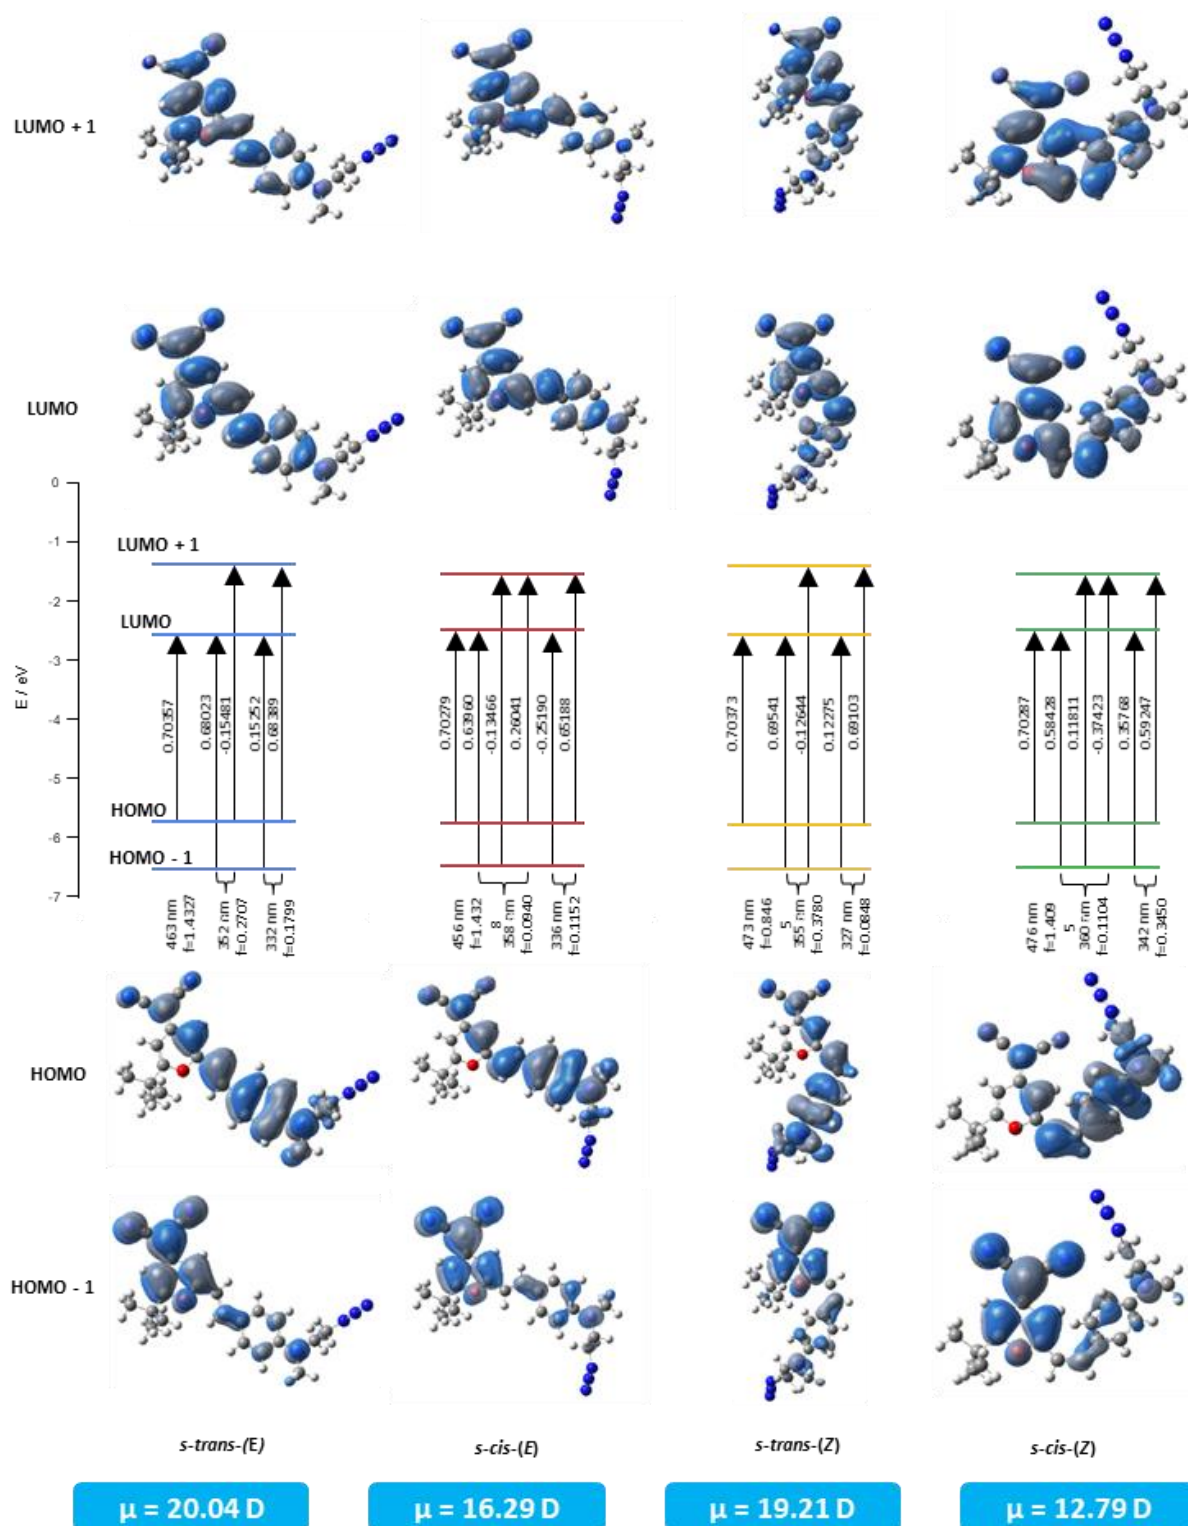 LUMO + 1
LUMO
0
-1
-2
-3
-4
-5
-6
-7
E / eV
LUMO + 1
LUMO
HOMO
HOMO - 1
0.70357
0.68023
-0.15481
0.15252
0.68389
463 nm
f=1.4327
352 nm
f=0.2707
332 nm
f=0.1799
0.70279
0.63960
-0.13466
0.26041
-0.25190
0.65188
456 nm
f=1.432
8
358 nm
f=0.0940
336 nm
f=0.1152
0.70373
0.69541
-0.12644
0.12275
0.69103
473 nm
f=0.846
5
355 nm
f=0.3780
327 nm
f=0.0848
0.70287
0.58428
0.11811
-0.37423
0.35768
0.59247
476 nm
f=1.409
5
360 nm
f=0.1104
342 nm
f=0.3450
HOMO
HOMO - 1
s-trans-(E)
s-cis-(E)
s-trans-(Z)
s-cis-(Z)
μ = 20.04 D
μ = 16.29 D
μ = 19.21 D
μ = 12.79 D